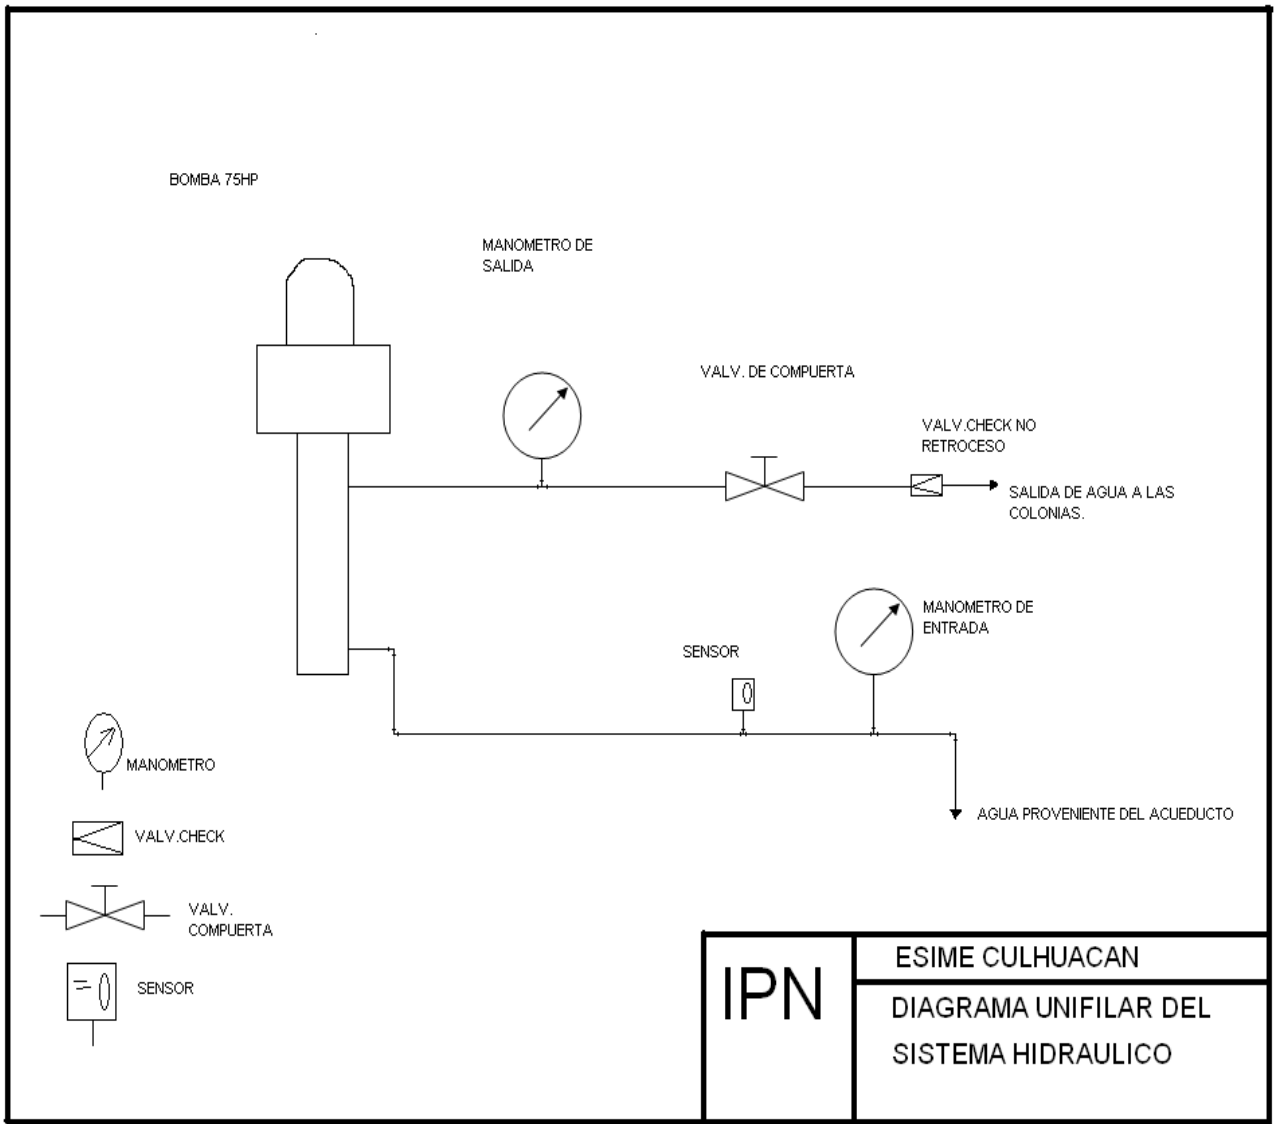 BOMBA 75HP
MANOMETRO DE
SALIDA
VALV. DE COMPUERTA
VALV.CHECK NO
RETROCESO
SALIDA DE AGUA A LAS
COLONIAS.
MANOMETRO DE
ENTRADA
SENSOR
AGUA PROVENIENTE DEL ACUEDUCTO
MANOMETRO
VALV.CHECK
VALV.
COMPUERTA
SENSOR
IPN
ESIME CULHUACAN
DIAGRAMA UNIFILAR DEL
SISTEMA HIDRAULICO